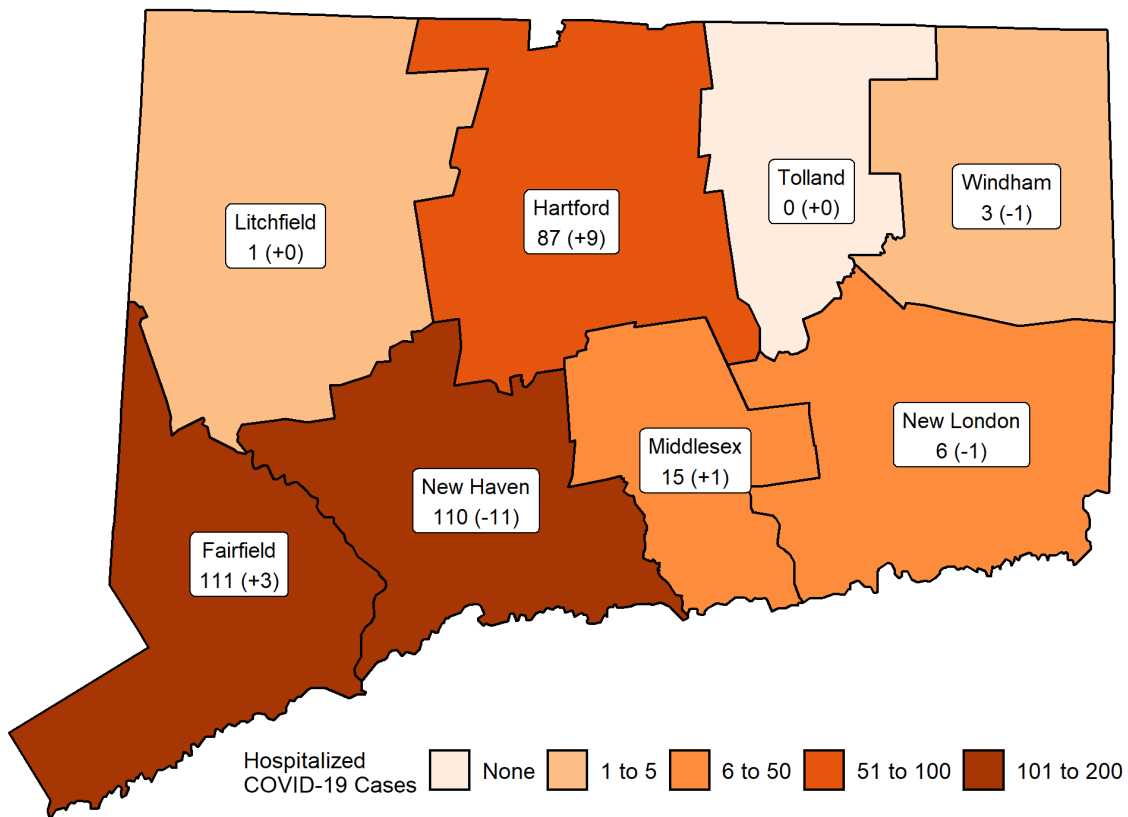 Tolland
0 (+0)
Windham
3 (-1)
Litchfield
1 (+0)
Hartford
87 (+9)
New London
6 (-1)
Middlesex
15 (+1)
New Haven
110 (-11)
Fairfield
111 (+3)
Hospitalized
COVID-19 Cases
None
1 to 5
6 to 50
51 to 100
101 to 200